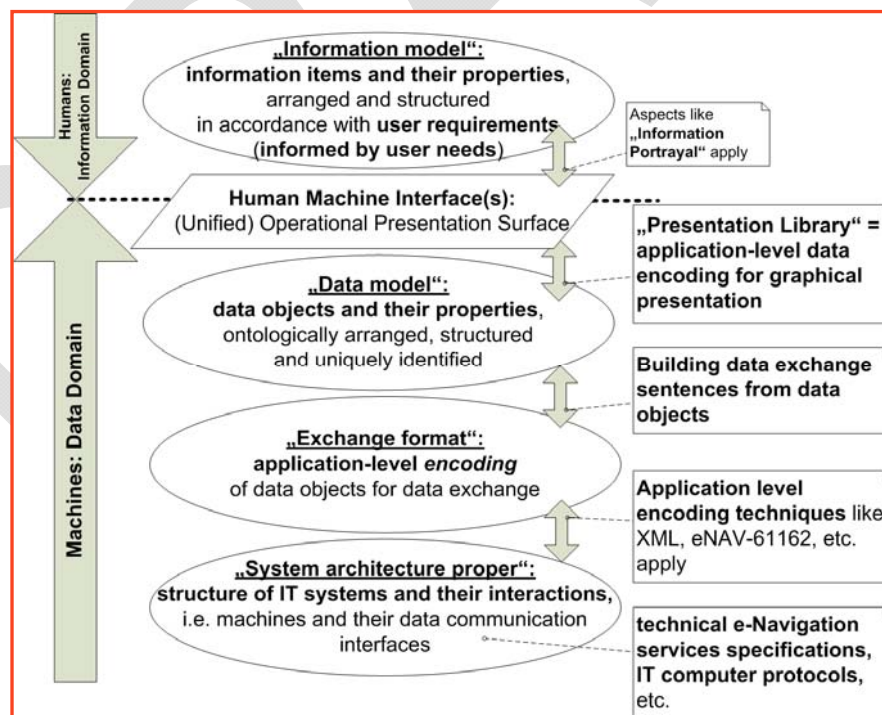 Humans:
Information Domain
„Information model“:
information items and their properties,
arranged and structured
in accordance with user requirements
(informed by user needs)
Aspects like
„Information
Portrayal“ apply
Human Machine Interface(s):
(Unified) Operational Presentation Surface
„Presentation Library“ =
application-level data
encoding for graphical
presentation
Machines: Data Domain
„Data model“:
data objects and their properties,
ontologically arranged, structured
and uniquely identified
Building data exchange
sentences from data
objects
„Exchange format“:
application-level encoding
of data objects for data exchange
Application level
encoding techniques like
XML, eNAV-61162, etc.
apply
„System architecture proper“:
structure of IT systems and their interactions,
i.e. machines and their data communication
interfaces
technical e-Navigation
services specifications,
IT computer protocols,
etc.